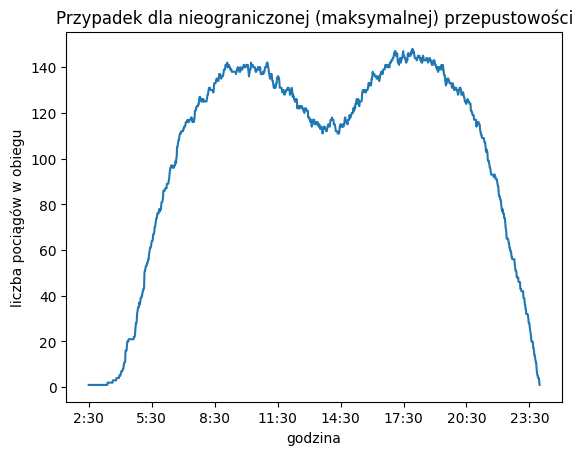 Przypadek dla nieograniczonej (maksymalnej) przepustowości
liczba pociągów w obiegu
140
120
100
80
60
40
20
0
2:30 5:30 8:30 11:30 14:30 17:30 20:30 23:30
godzina